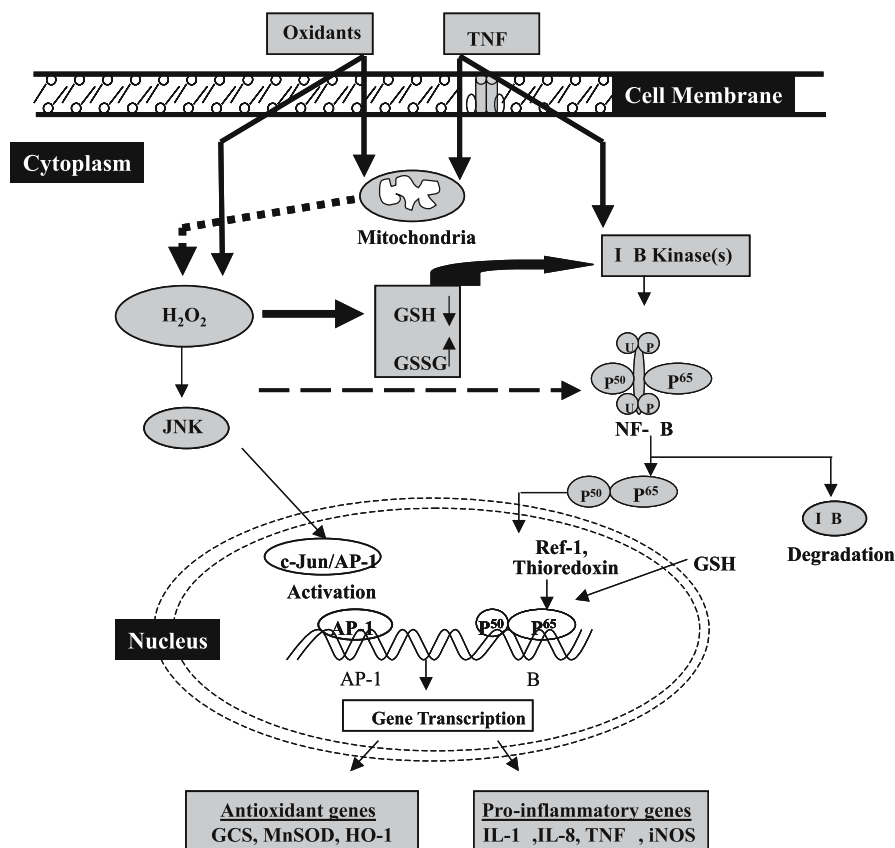 Oxidants
TNF
Cell Membrane
Cytoplasm
Mitochondria
I B Kinase(s)
H₂O₂
GSH
GSSG
U P
P⁵⁰ P⁶⁵
U P
NF- B
JNK
P⁵⁰ P⁶⁵
I B
Degradation
Ref-1,
Thioredoxin
GSH
c-Jun/AP-1
Activation
Nucleus
AP-1
P⁵⁰ P⁶⁵
AP-1
B
Gene Transcription
Antioxidant genes
GCS, MnSOD, HO-1
Pro-inflammatory genes
IL-1 ,IL-8, TNF , iNOS